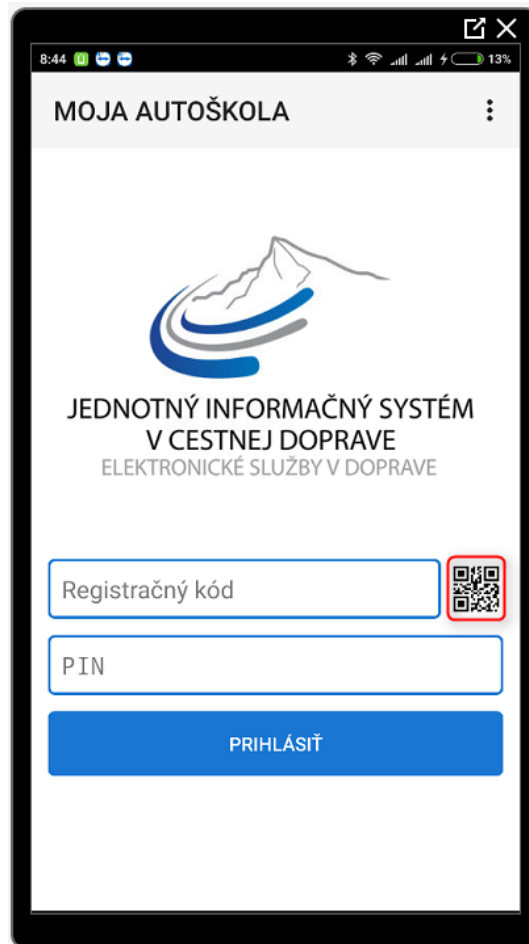 8:44
13%
MOJA AUTOŠKOLA
JEDNOTNÝ INFORMAČNÝ SYSTÉM
V CESTNEJ DOPRAVE
ELEKTRONICKÉ SLUŽBY V DOPRAVE
Registračný kód
PIN
PRIHLÁSIŤ